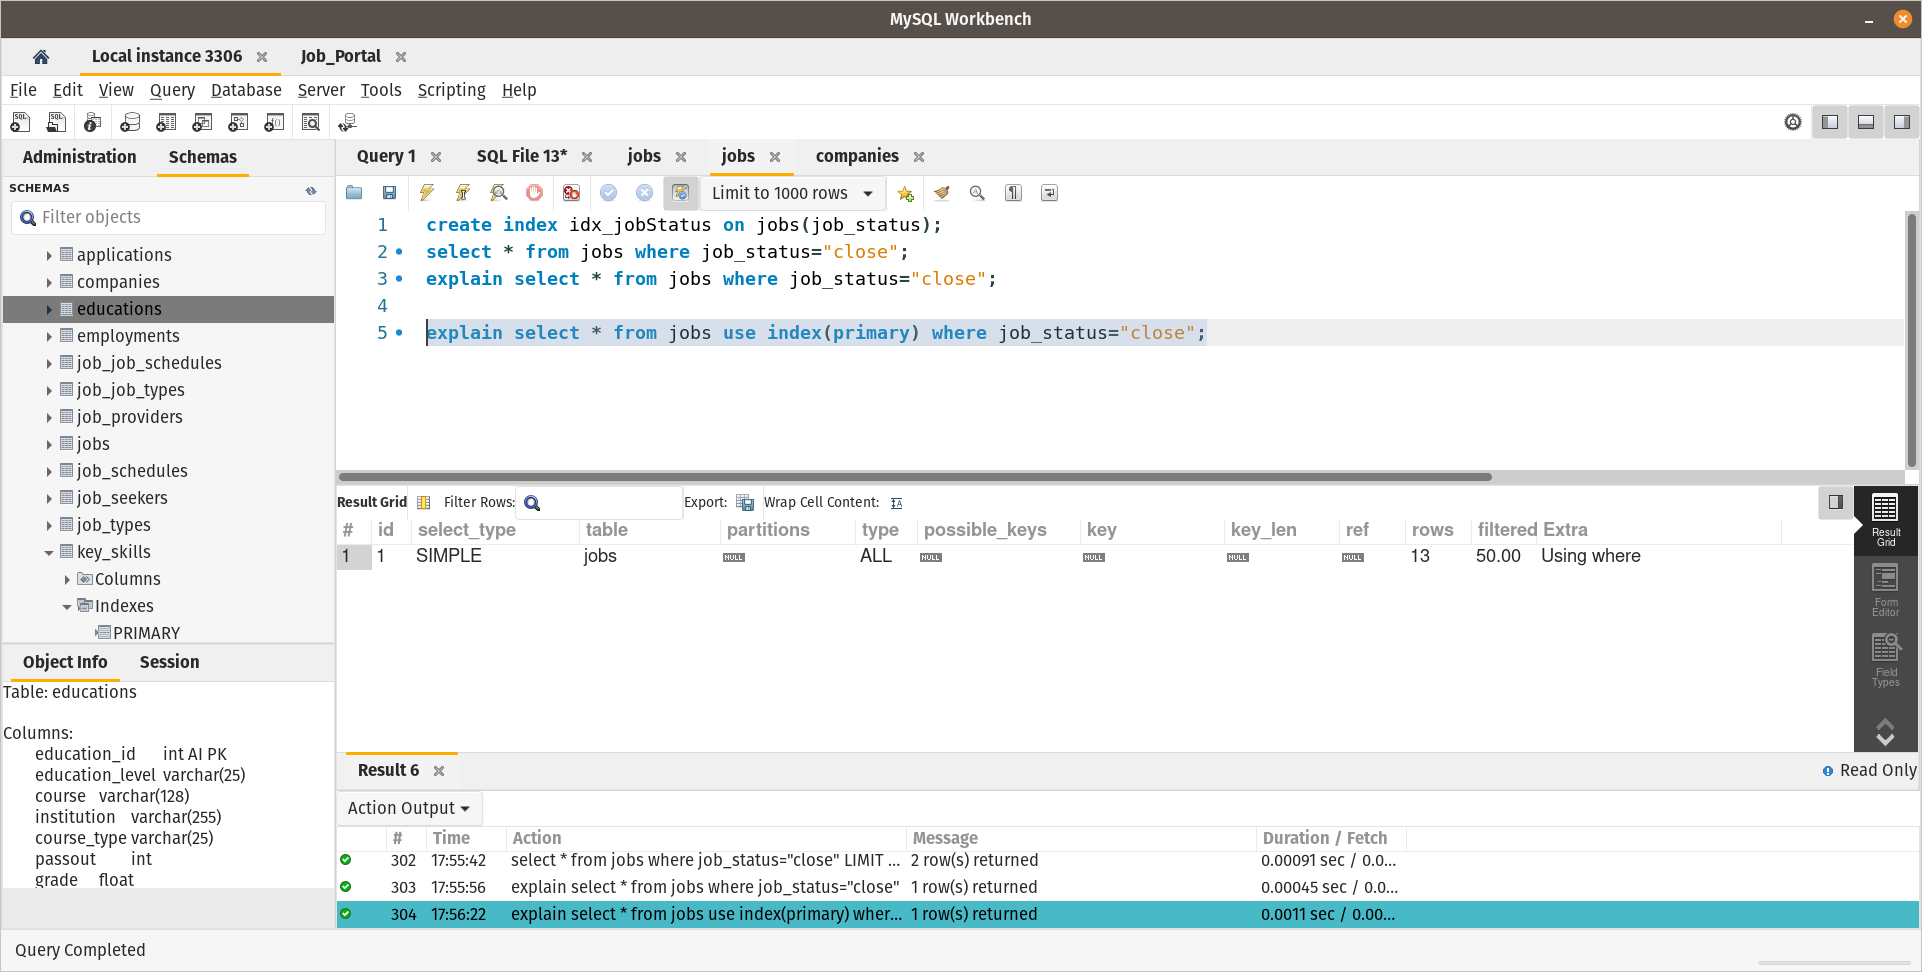 MySQL Workbench
Local instance 3306
Job_Portal
File Edit View Query Database Server Tools Scripting Help
Administration
Schemas
SCHEMAS
Filter objects
applications
companies
educations
employments
job_job_schedules
job_job_types
job_providers
jobs
job_schedules
job_seekers
job_types
key_skills
Columns
Indexes
PRIMARY
Object Info
Session
Table: educations
Columns:
education_id int AI PK
education_level varchar(25)
course varchar(128)
institution varchar(255)
course_type varchar(25)
passout int
grade float
Query 1
SQL File 13*
jobs
jobs
companies
Limit to 1000 rows
1 create index idx_jobStatus on jobs(job_status);
2 select * from jobs where job_status="close";
3 explain select * from jobs where job_status="close";
4
5 explain select * from jobs use index(primary) where job_status="close";
Result Grid Filter Rows: Export: Wrap Cell Content:
# id select_type table partitions type possible_keys key key_len ref rows filtered Extra
1 1 SIMPLE jobs NULL ALL NULL NULL NULL NULL 13 50.00 Using where
Result Grid
Form Editor
Field Types
Result 6
Read Only
Action Output
# Time Action Message Duration / Fetch
302 17:55:42 select * from jobs where job_status="close" LIMIT ... 2 row(s) returned 0.00091 sec / 0.0...
303 17:55:56 explain select * from jobs where job_status="close" 1 row(s) returned 0.00045 sec / 0.0...
304 17:56:22 explain select * from jobs use index(primary) wher... 1 row(s) returned 0.0011 sec / 0.00...
Query Completed